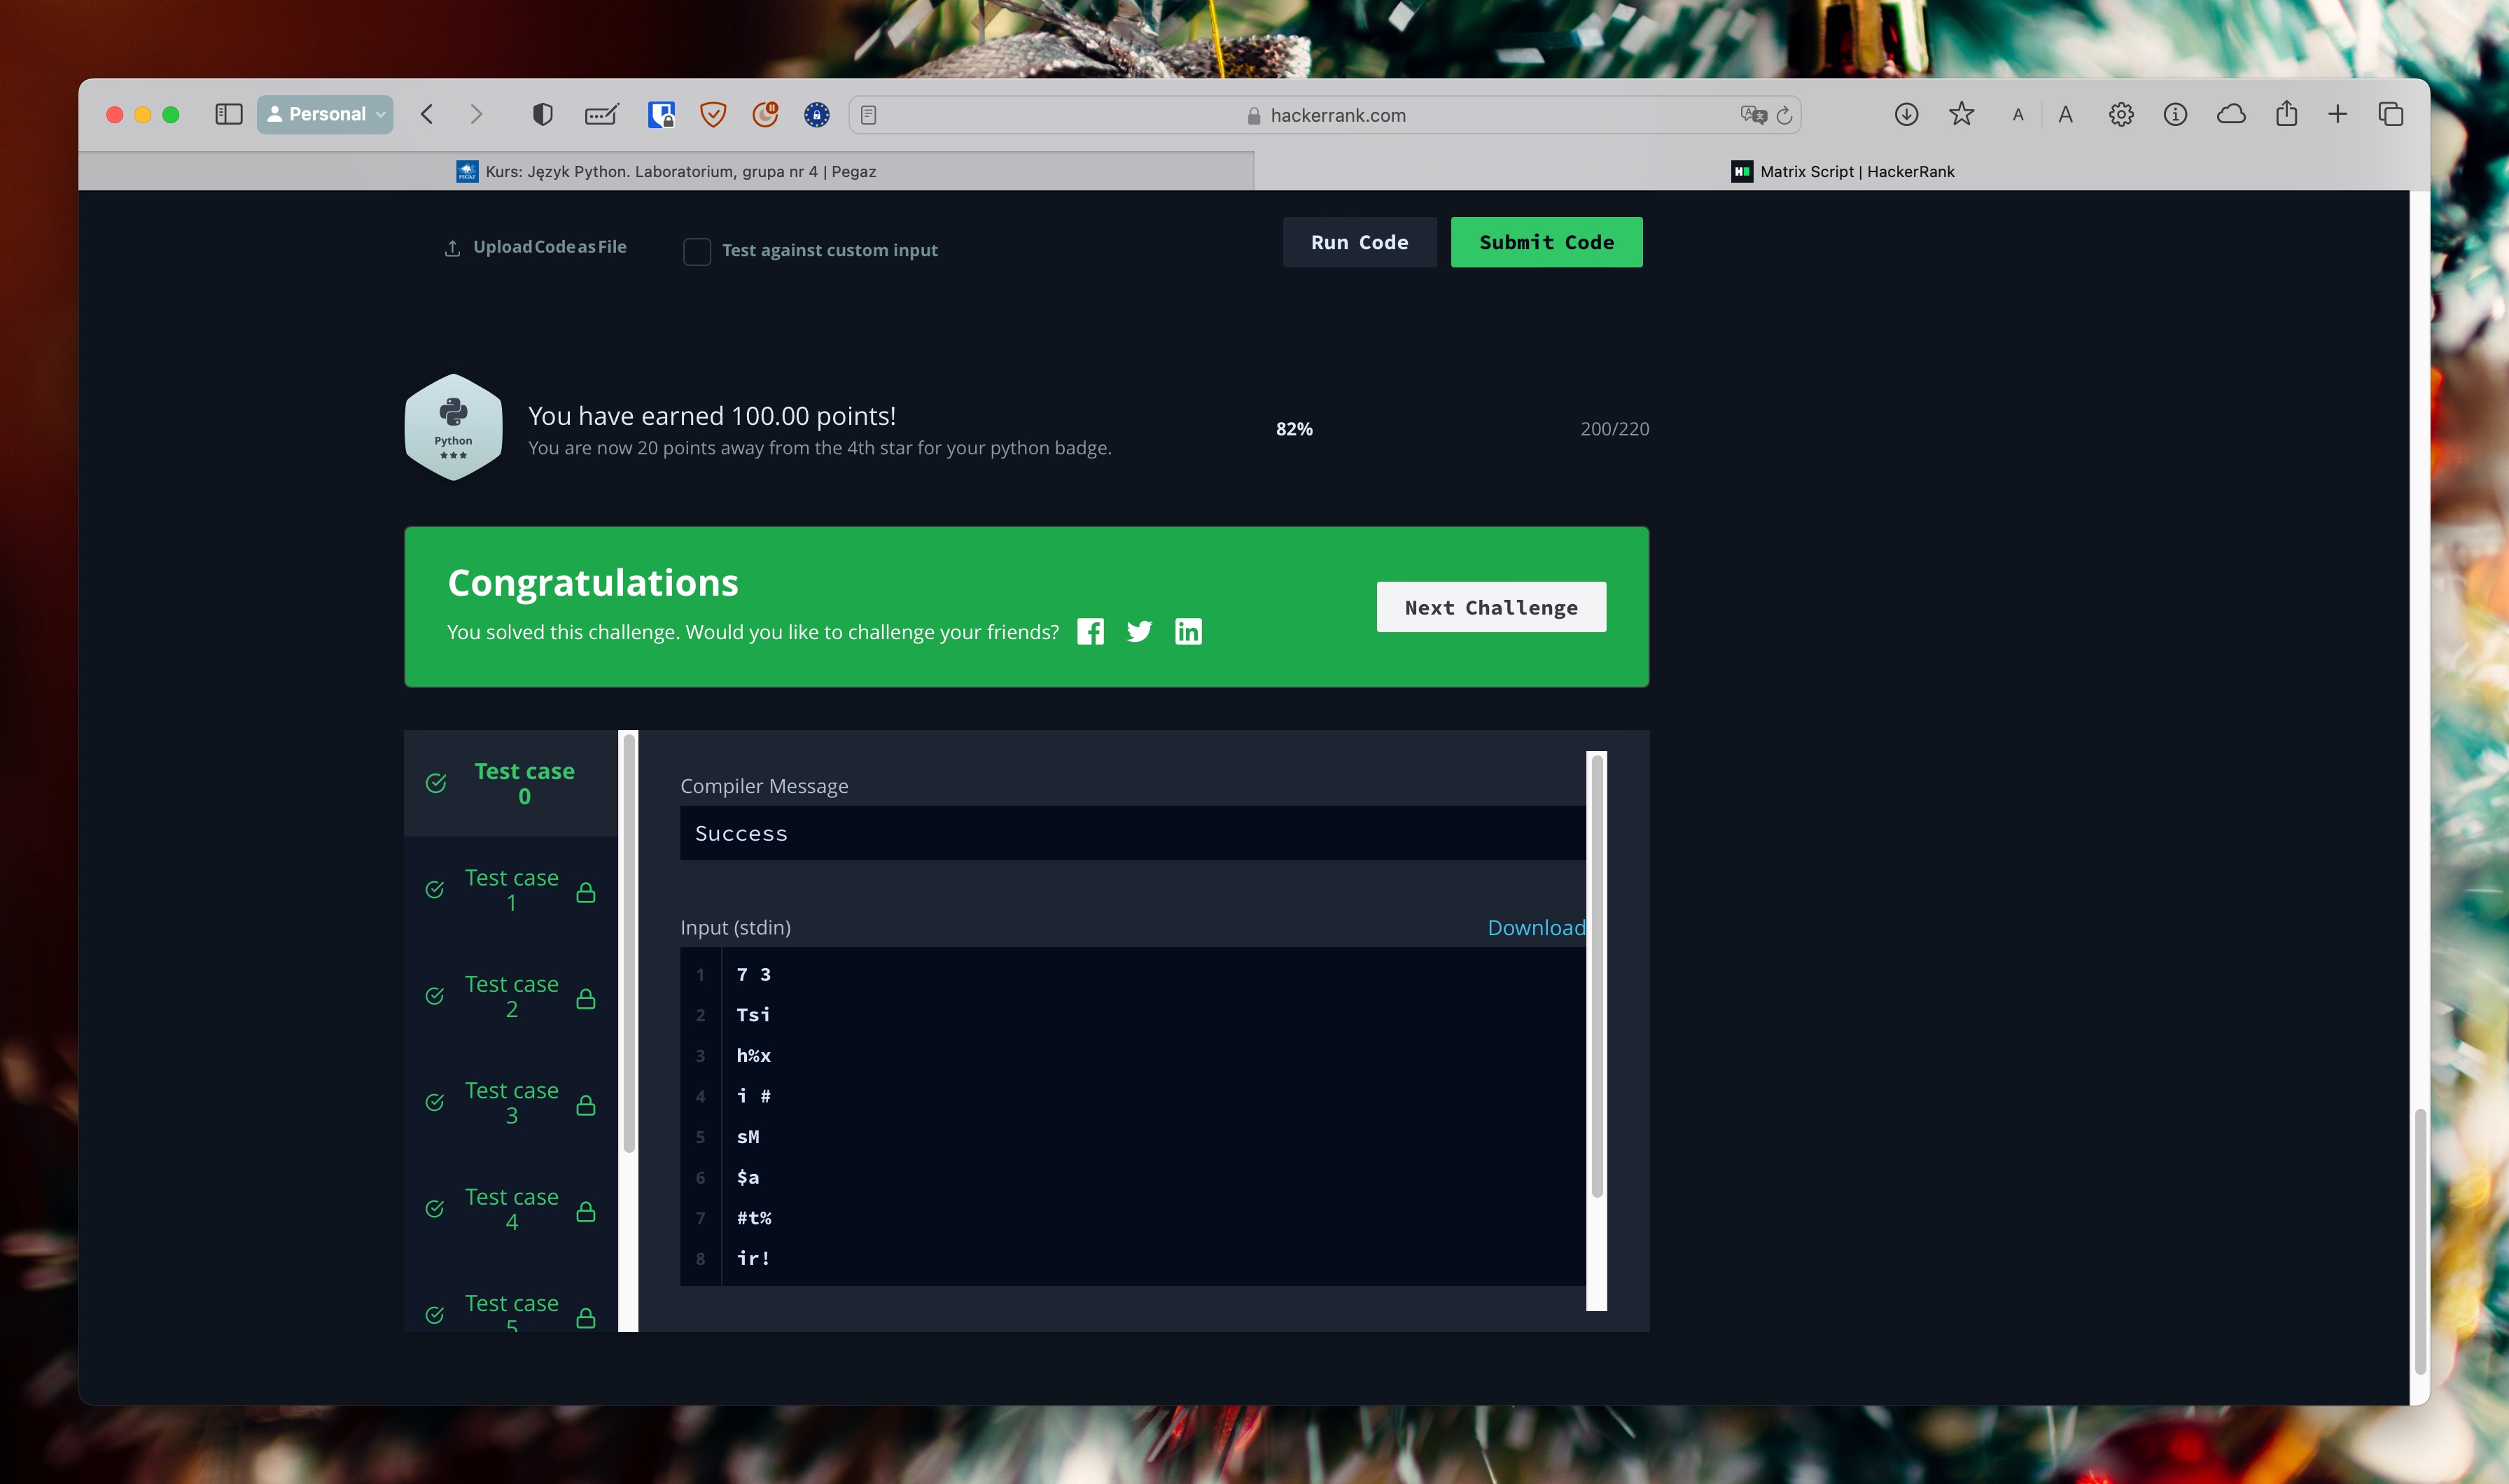 Personal
hackerrank.com
A A
Kurs: Język Python. Laboratorium, grupa nr 4 | Pegaz
Matrix Script | HackerRank
Upload Code as File
Test against custom input
Run Code
Submit Code
Python
You have earned 100.00 points!
You are now 20 points away from the 4th star for your python badge.
82%
200/220
Congratulations
You solved this challenge. Would you like to challenge your friends?
Next Challenge
Test case
0
Test case
1
Test case
2
Test case
3
Test case
4
Test case
5
Compiler Message
Success
Input (stdin)
Download
1 7 3
2 Tsi
3 h%x
4 i #
5 sM
6 $a
7 #t%
8 ir!